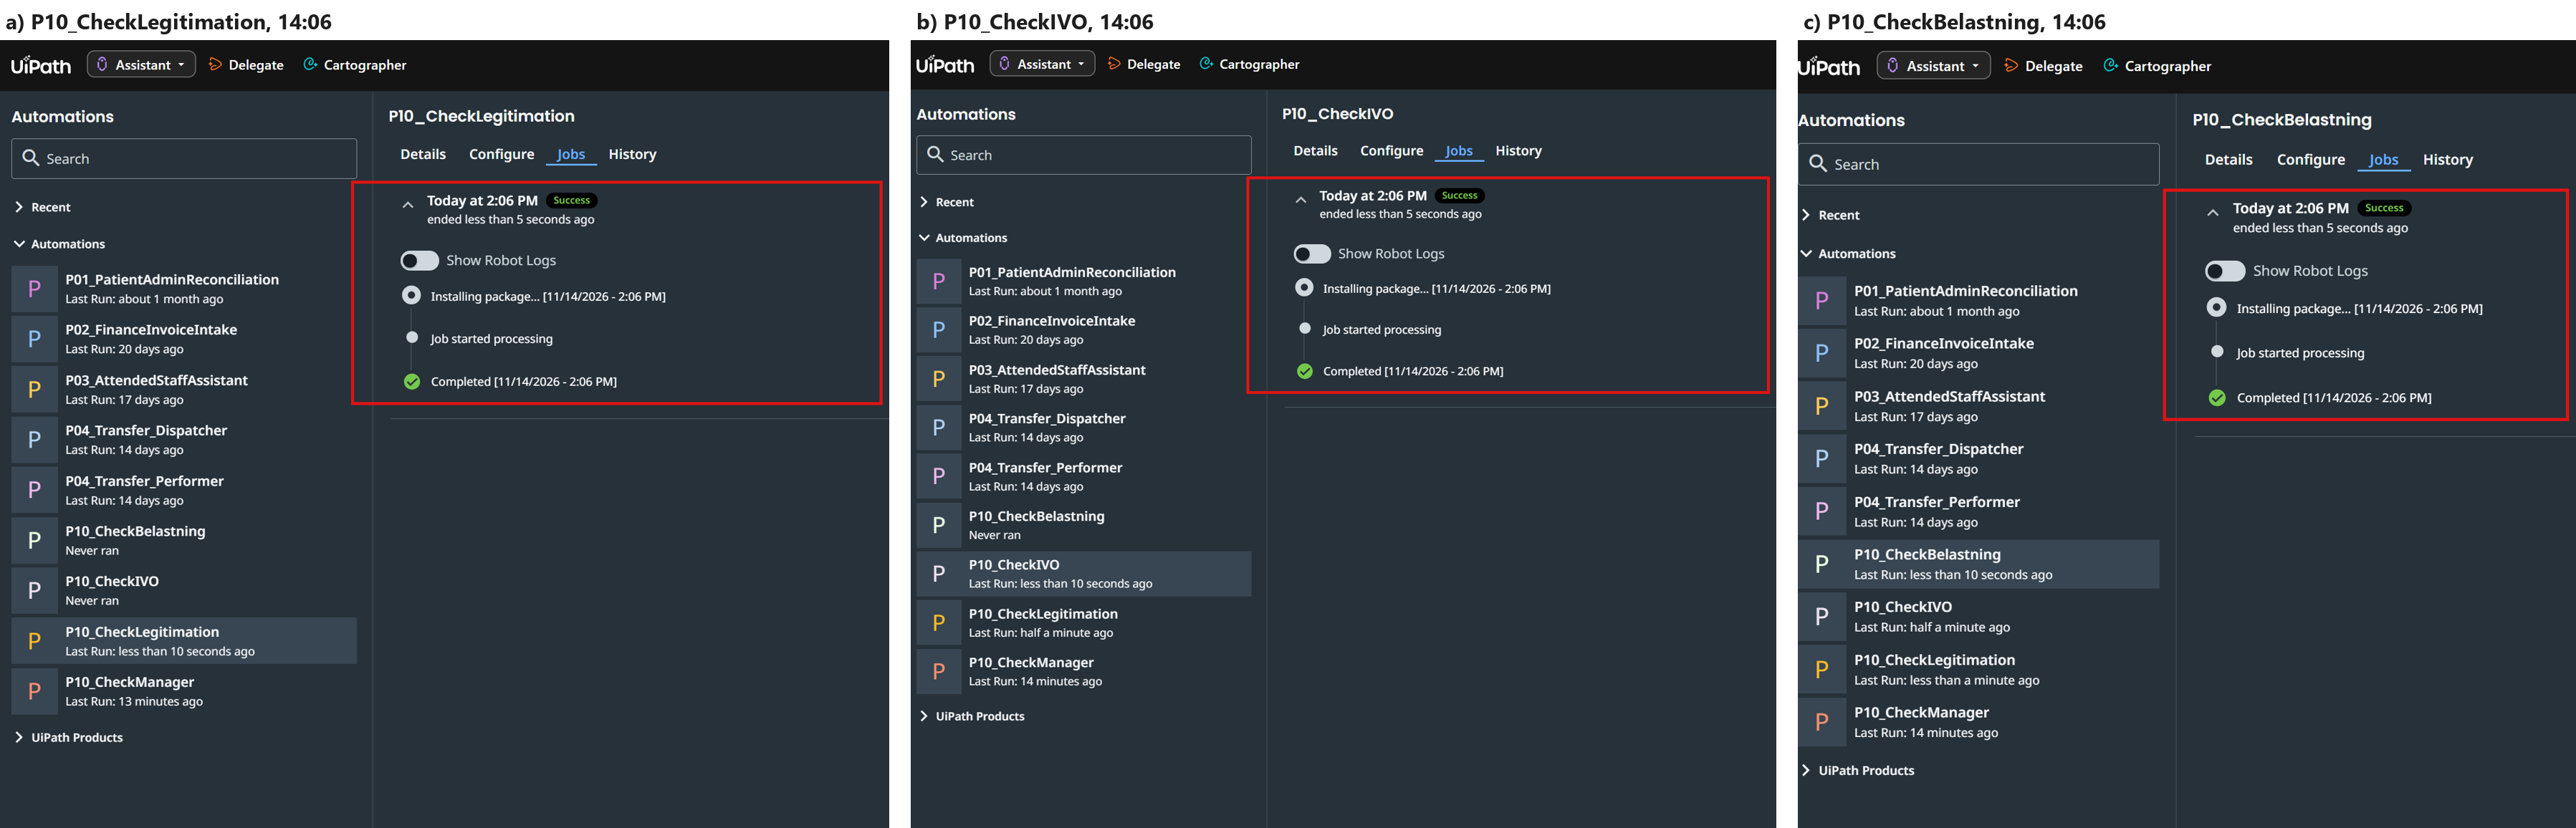 a) P10_CheckLegitimation, 14:06
UiPath Assistant Delegate Cartographer
Automations
Search
Recent
Automations
P P01_PatientAdminReconciliation
Last Run: about 1 month ago
P P02_FinanceInvoiceIntake
Last Run: 20 days ago
P P03_AttendedStaffAssistant
Last Run: 17 days ago
P P04_Transfer_Dispatcher
Last Run: 14 days ago
P P04_Transfer_Performer
Last Run: 14 days ago
P P10_CheckBelastning
Never ran
P P10_CheckIVO
Never ran
P P10_CheckLegitimation
Last Run: less than 10 seconds ago
P P10_CheckManager
Last Run: 13 minutes ago
UiPath Products
P10_CheckLegitimation
Details Configure Jobs History
Today at 2:06 PM Success
ended less than 5 seconds ago
Show Robot Logs
Installing package... [11/14/2026 - 2:06 PM]
Job started processing
Completed [11/14/2026 - 2:06 PM]
b) P10_CheckIVO, 14:06
UiPath Assistant Delegate Cartographer
Automations
Search
Recent
Automations
P P01_PatientAdminReconciliation
Last Run: about 1 month ago
P P02_FinanceInvoiceIntake
Last Run: 20 days ago
P P03_AttendedStaffAssistant
Last Run: 17 days ago
P P04_Transfer_Dispatcher
Last Run: 14 days ago
P P04_Transfer_Performer
Last Run: 14 days ago
P P10_CheckBelastning
Never ran
P P10_CheckIVO
Last Run: less than 10 seconds ago
P P10_CheckLegitimation
Last Run: half a minute ago
P P10_CheckManager
Last Run: 14 minutes ago
UiPath Products
P10_CheckIVO
Details Configure Jobs History
Today at 2:06 PM Success
ended less than 5 seconds ago
Show Robot Logs
Installing package... [11/14/2026 - 2:06 PM]
Job started processing
Completed [11/14/2026 - 2:06 PM]
c) P10_CheckBelastning, 14:06
UiPath Assistant Delegate Cartographer
Automations
Search
Recent
Automations
P P01_PatientAdminReconciliation
Last Run: about 1 month ago
P P02_FinanceInvoiceIntake
Last Run: 20 days ago
P P03_AttendedStaffAssistant
Last Run: 17 days ago
P P04_Transfer_Dispatcher
Last Run: 14 days ago
P P04_Transfer_Performer
Last Run: 14 days ago
P P10_CheckBelastning
Last Run: less than 10 seconds ago
P P10_CheckIVO
Last Run: half a minute ago
P P10_CheckLegitimation
Last Run: less than a minute ago
P P10_CheckManager
Last Run: 14 minutes ago
UiPath Products
P10_CheckBelastning
Details Configure Jobs History
Today at 2:06 PM Success
ended less than 5 seconds ago
Show Robot Logs
Installing package... [11/14/2026 - 2:06 PM]
Job started processing
Completed [11/14/2026 - 2:06 PM]